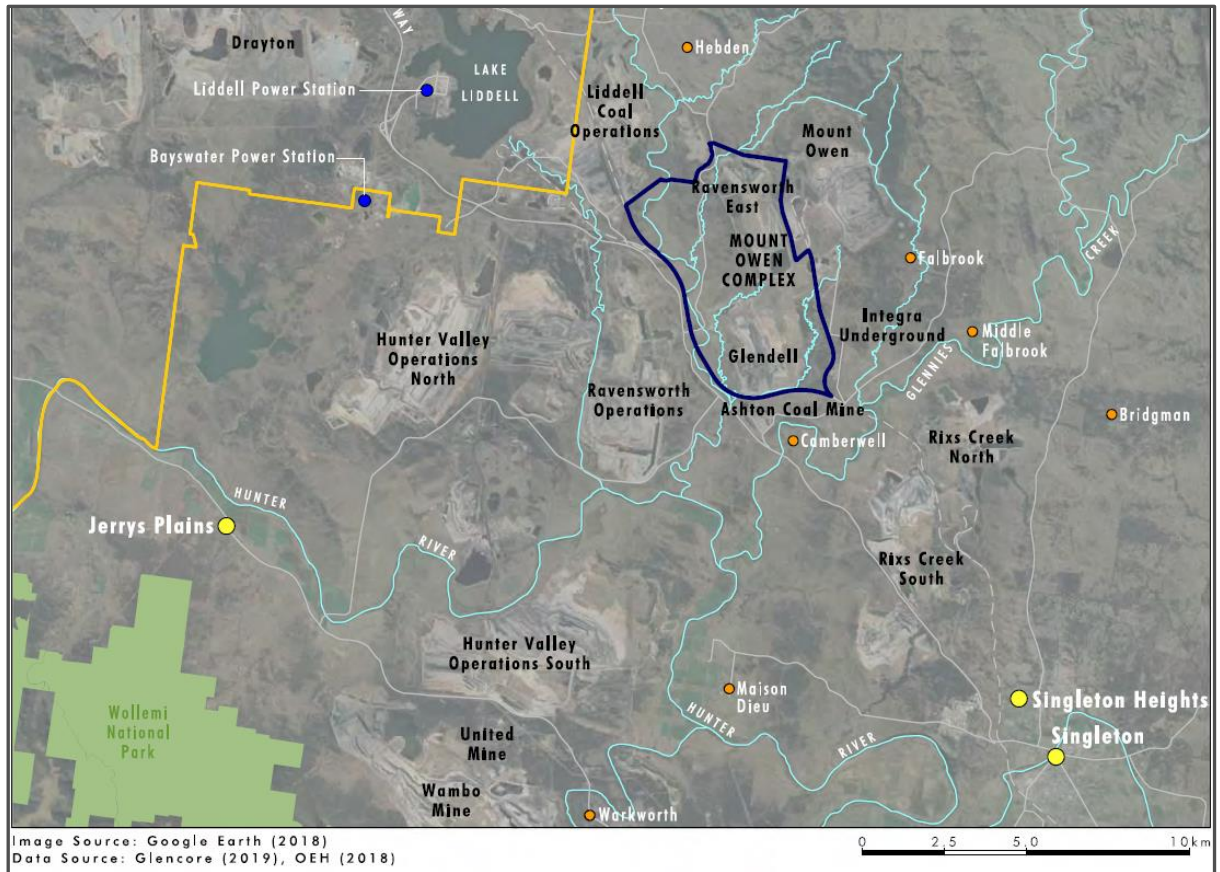 WAY
Drayton
Hebden
LAKE
LIDDELL
Liddell Power Station
Liddell
Coal
Operations
Mount
Owen
Bayswater Power Station
Ravensworth
East
MOUNT
OWEN
COMPLEX
CREEK
Falbrook
Integra
Underground
Middle
Falbrook
Hunter Valley
Operations
North
Glendell
GLENNIES
Ravensworth
Operations
Ashton Coal Mine
Bridgman
Camberwell
Rixs Creek
North
HUNTER
Jerrys Plains
RIVER
Rixs Creek
South
Hunter Valley
Operations South
Maison
Dieu
Wollemi
National
Park
HUNTER
Singleton Heights
United
Mine
RIVER
Singleton
Wambo
Mine
Warkworth
Image Source: Google Earth (2018)
Data Source: Glencore (2019), OEH (2018)
0 2.5 5.0 10km